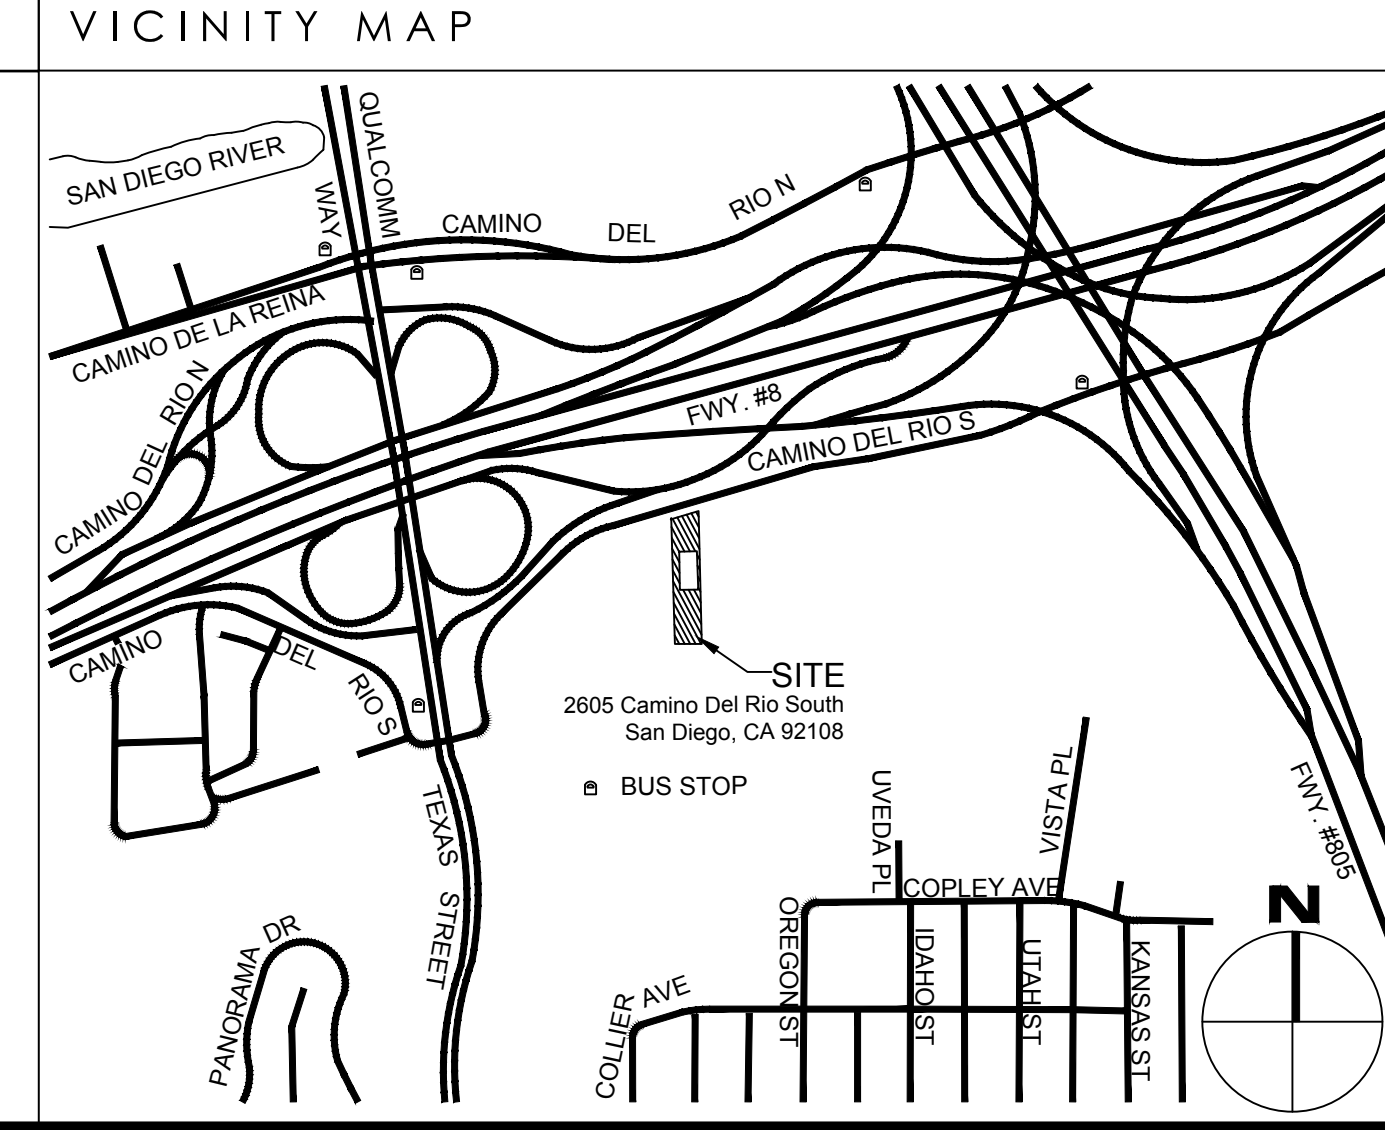 VICINITY MAP
QUALCOMM
WAY
SAN DIEGO RIVER
CAMINO DEL RIO N
CAMINO DE LA REINA
CAMINO DEL RIO N
FWY. #8
CAMINO DEL RIO S
CAMINO DEL RIO S
SITE
2605 Camino Del Rio South
San Diego, CA 92108
BUS STOP
TEXAS STREET
UVEDA PL
VISTA PL
FWY. #805
COPLEY AVE
N
OREGON ST
IDAHO ST
UTAH ST
KANSAS ST
PANORAMA DR
COLLIER AVE